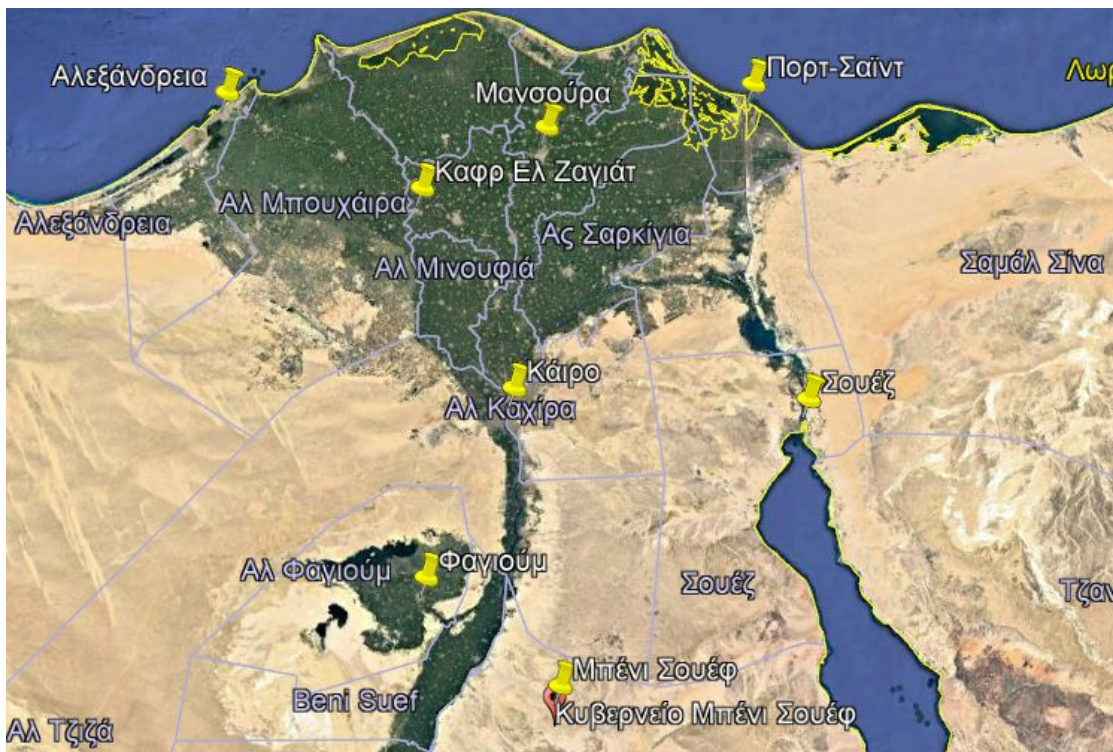 Αλεξάνδρεια
Πορτ-Σαϊντ
Λωρ
Μανσούρα
Καφρ Ελ Ζαγιάτ
Αλ Μπουχάιρα
Αλεξάνδρεια
Ας Σαρκίγια
Σαμάλ Σίνα
Αλ Μινουφιά
Κάιρο
Σουέζ
Αλ Καχίρα
Φαγιούμ
Αλ Φαγιούμ
Σουέζ
Τζαν
Μπένι Σουέφ
Beni Suef
Κυβερνείο Μπένι Σουέφ
Αλ Τζιζά